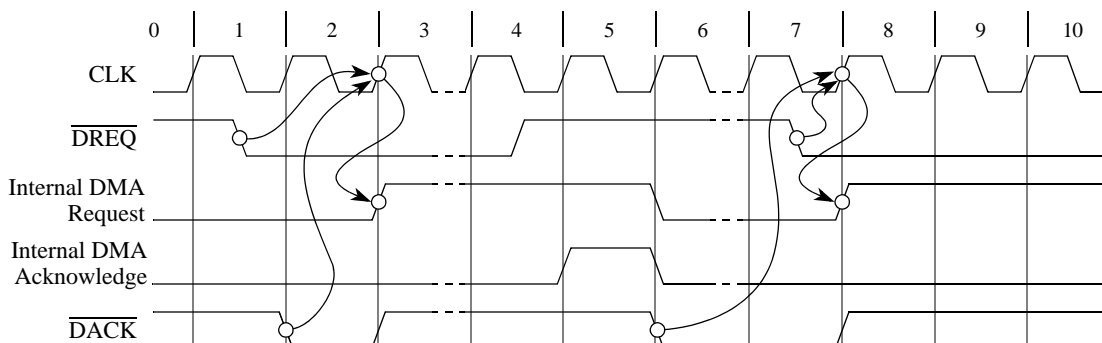 0 1 2 3 4 5 6 7 8 9 10
CLK
DREQ
Internal DMA
Request
Internal DMA
Acknowledge
DACK